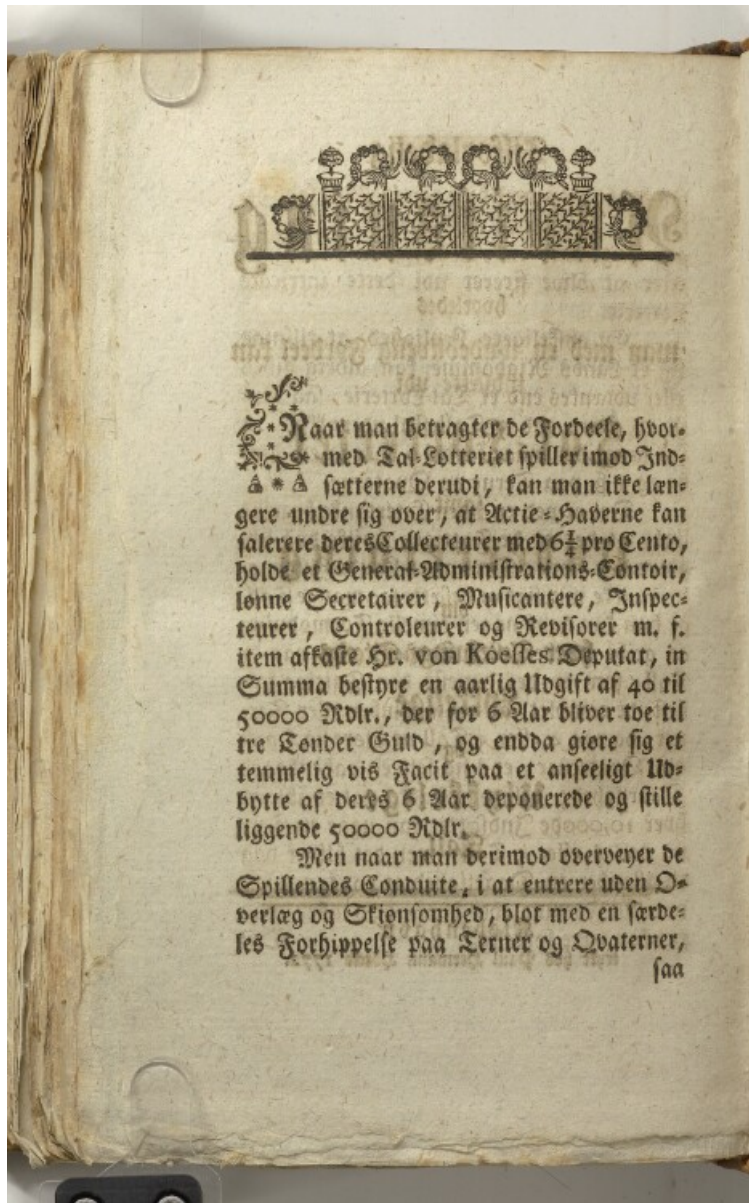 Naar man betragter de Fordeele, hvor-
med Tal-Lotteriet spiller imod Ind-
sætterne derudi, kan man ikke læn-
gere undre sig over, at Actie-Haverne kan
salerere deres Collecteurer med 6¼ pro Cento,
holde et General-Administrations-Contoir,
lønne Secretairer, Musicantere, Inspec-
teurer, Controleurer og Revisorer m. f.
item afkaste Hr. von Koesses Deputat, in
Summa bestyre en aarlig Udgift af 40 til
50000 Rdlr., der for 6 Aar bliver toe til
tre Tønder Guld, og endda giøre sig et
temmelig vis Facit paa et anseeligt Ud-
bytte af deres 6 Aar deponerede og stille
liggende 50000 Rdlr.
Men naar man derimod overveyer de
Spillendes Conduite, i at entrere uden O-
verlæg og Skiønsomhed, blot med en særde-
les Forhippelse paa Terner og Qvaterner,
saa